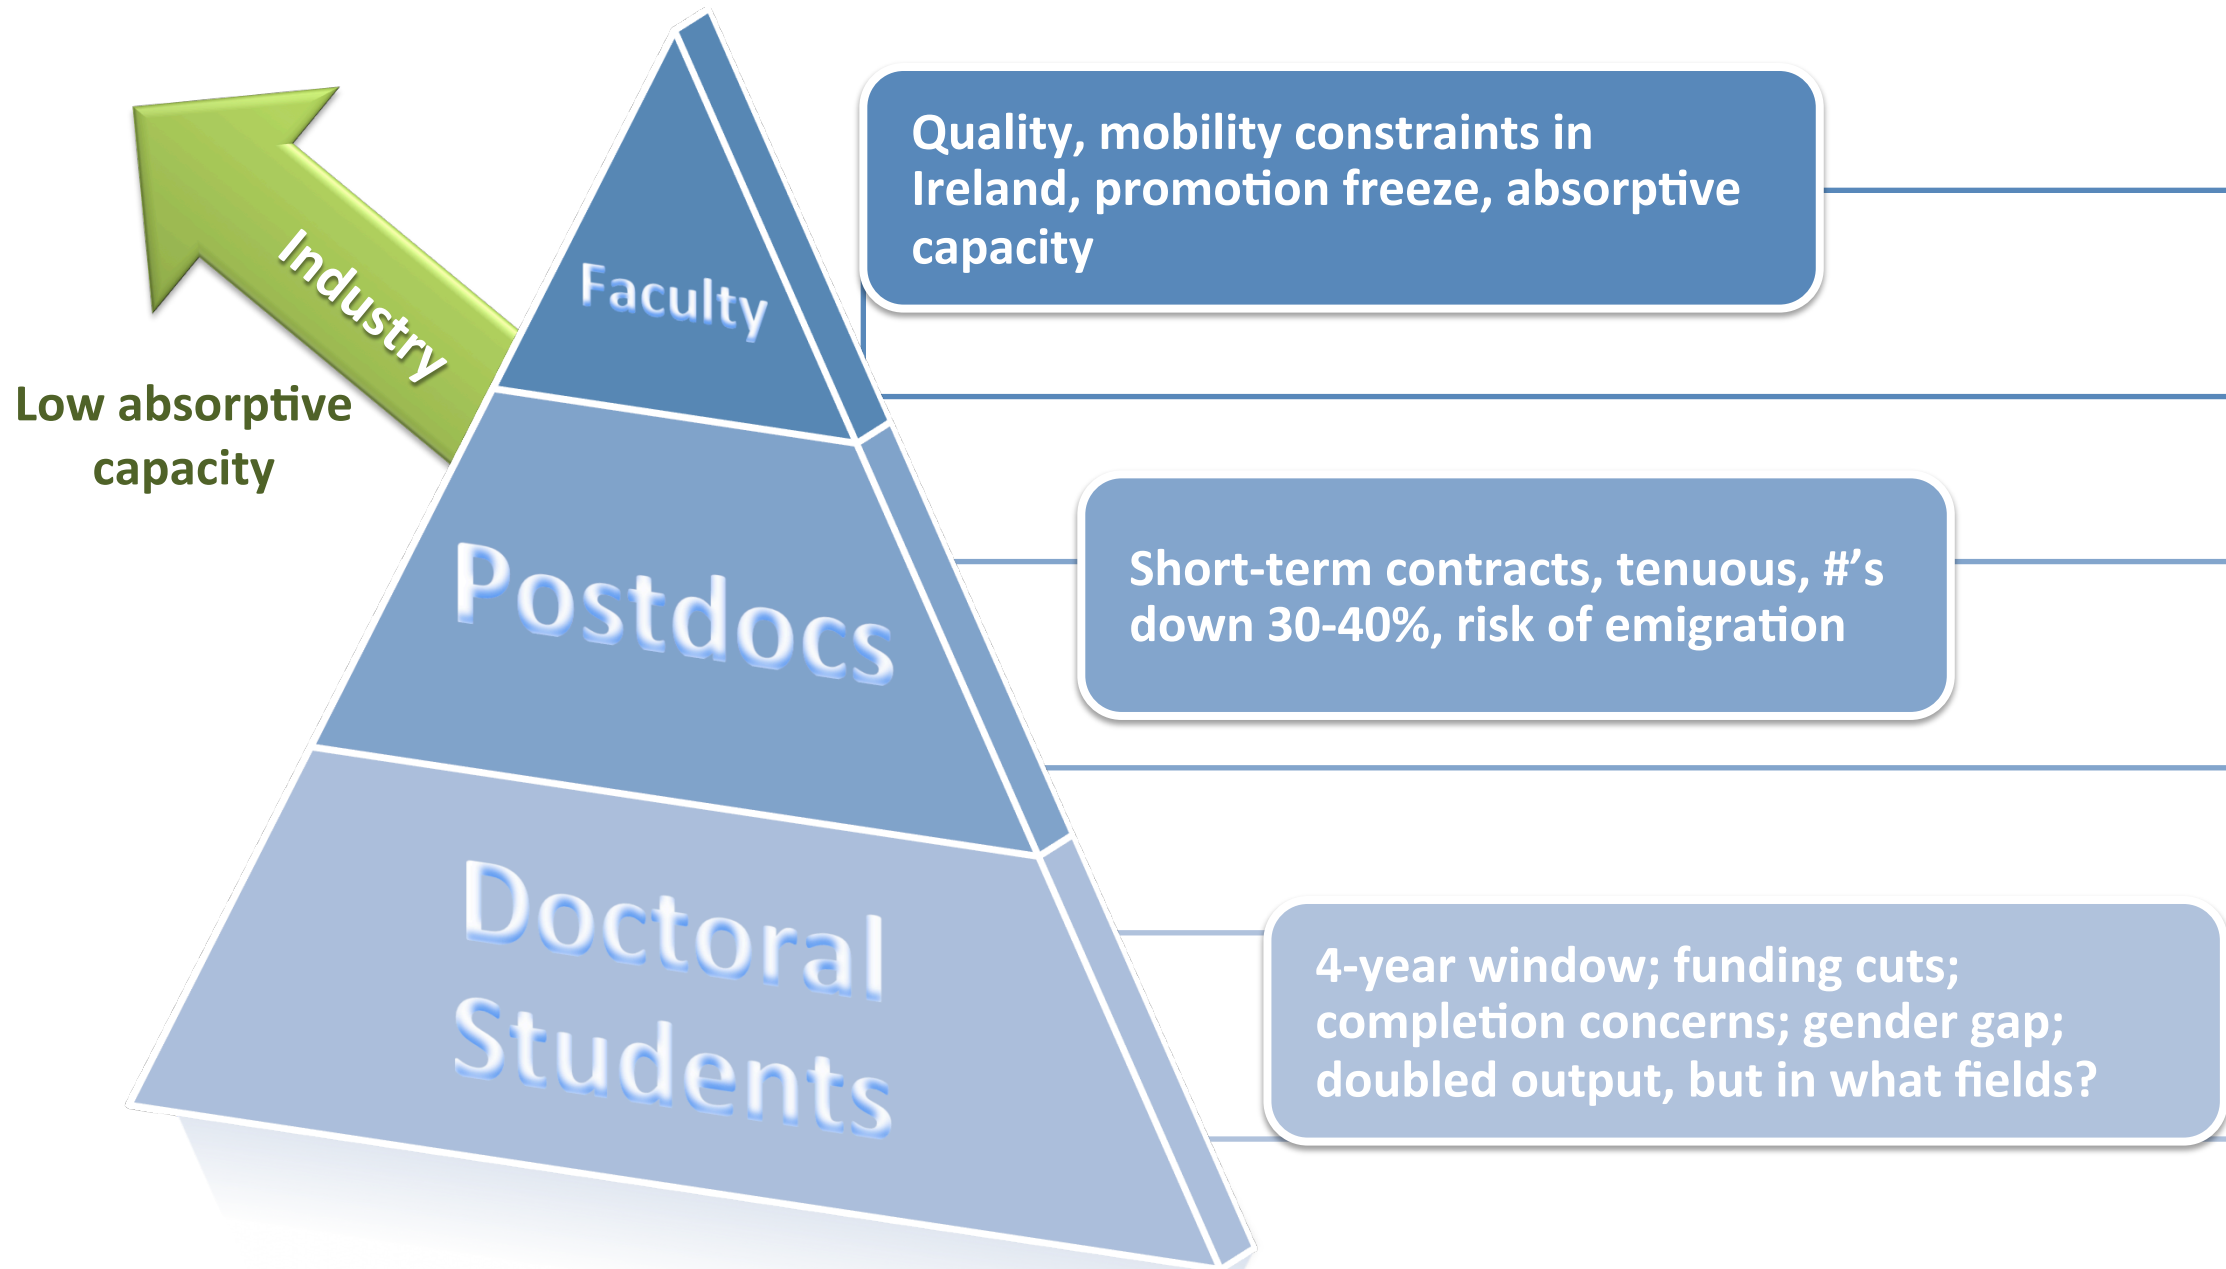 Quality, mobility constraints in
Ireland, promotion freeze, absorptive
capacity
Industry
Faculty
Low absorptive
capacity
Postdocs
Short-term contracts, tenuous, #’s
down 30-40%, risk of emigration
Doctoral
Students
4-year window; funding cuts;
completion concerns; gender gap;
doubled output, but in what fields?